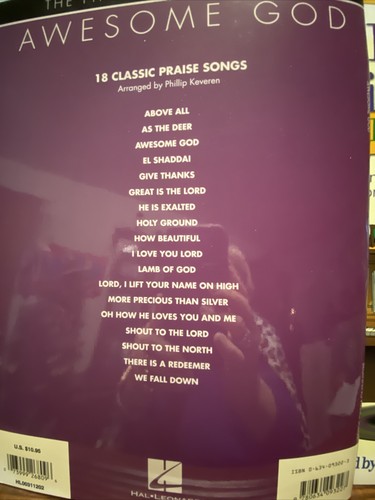 THE
AWESOME GOD
18 CLASSIC PRAISE SONGS
Arranged by Phillip Keveren
ABOVE ALL
AS THE DEER
AWESOME GOD
EL SHADDAI
GIVE THANKS
GREAT IS THE LORD
HE IS EXALTED
HOLY GROUND
HOW BEAUTIFUL
I LOVE YOU LORD
LAMB OF GOD
LORD, I LIFT YOUR NAME ON HIGH
MORE PRECIOUS THAN SILVER
OH HOW HE LOVES YOU AND ME
SHOUT TO THE LORD
SHOUT TO THE NORTH
THERE IS A REDEEMER
WE FALL DOWN
U.S. $10.95
HL00311202
HAL•LEONARD